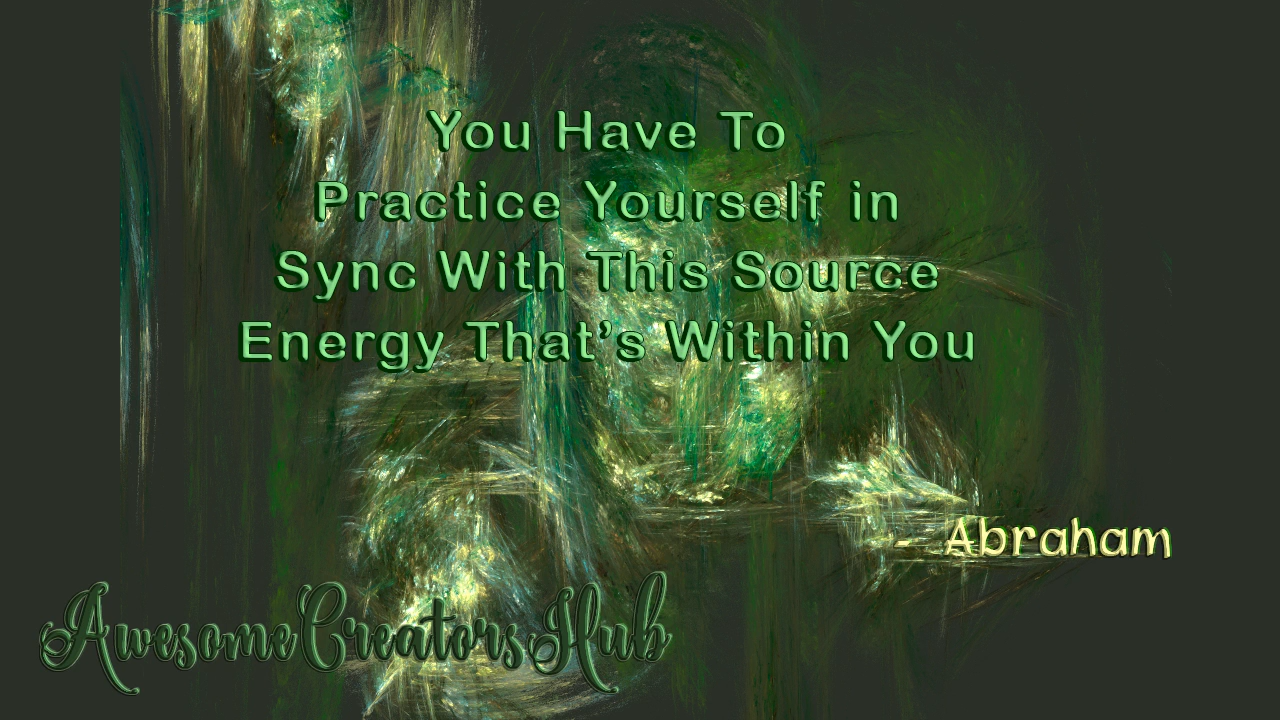 You Have To
Practice Yourself in
Sync With This Source
Energy That’s Within You
- Abraham
AwesomeCreatorsHub